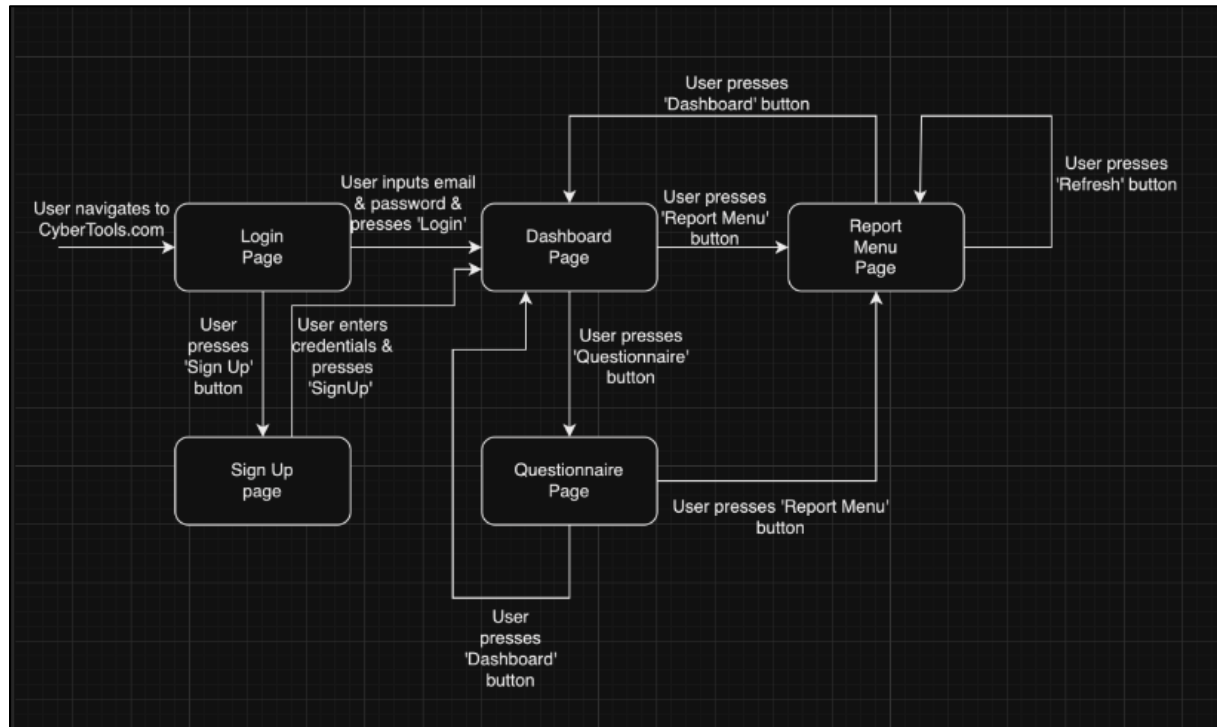 User presses
'Dashboard' button
User presses
'Refresh' button
User inputs email
& password &
presses 'Login'
User presses
'Report Menu'
button
User navigates to
CyberTools.com
Login
Page
Dashboard
Page
Report
Menu
Page
User
presses
'Sign Up'
button
User enters
credentials &
presses
'SignUp'
User presses
'Questionnaire'
button
Sign Up
page
Questionnaire
Page
User presses 'Report Menu'
button
User
presses
'Dashboard'
button